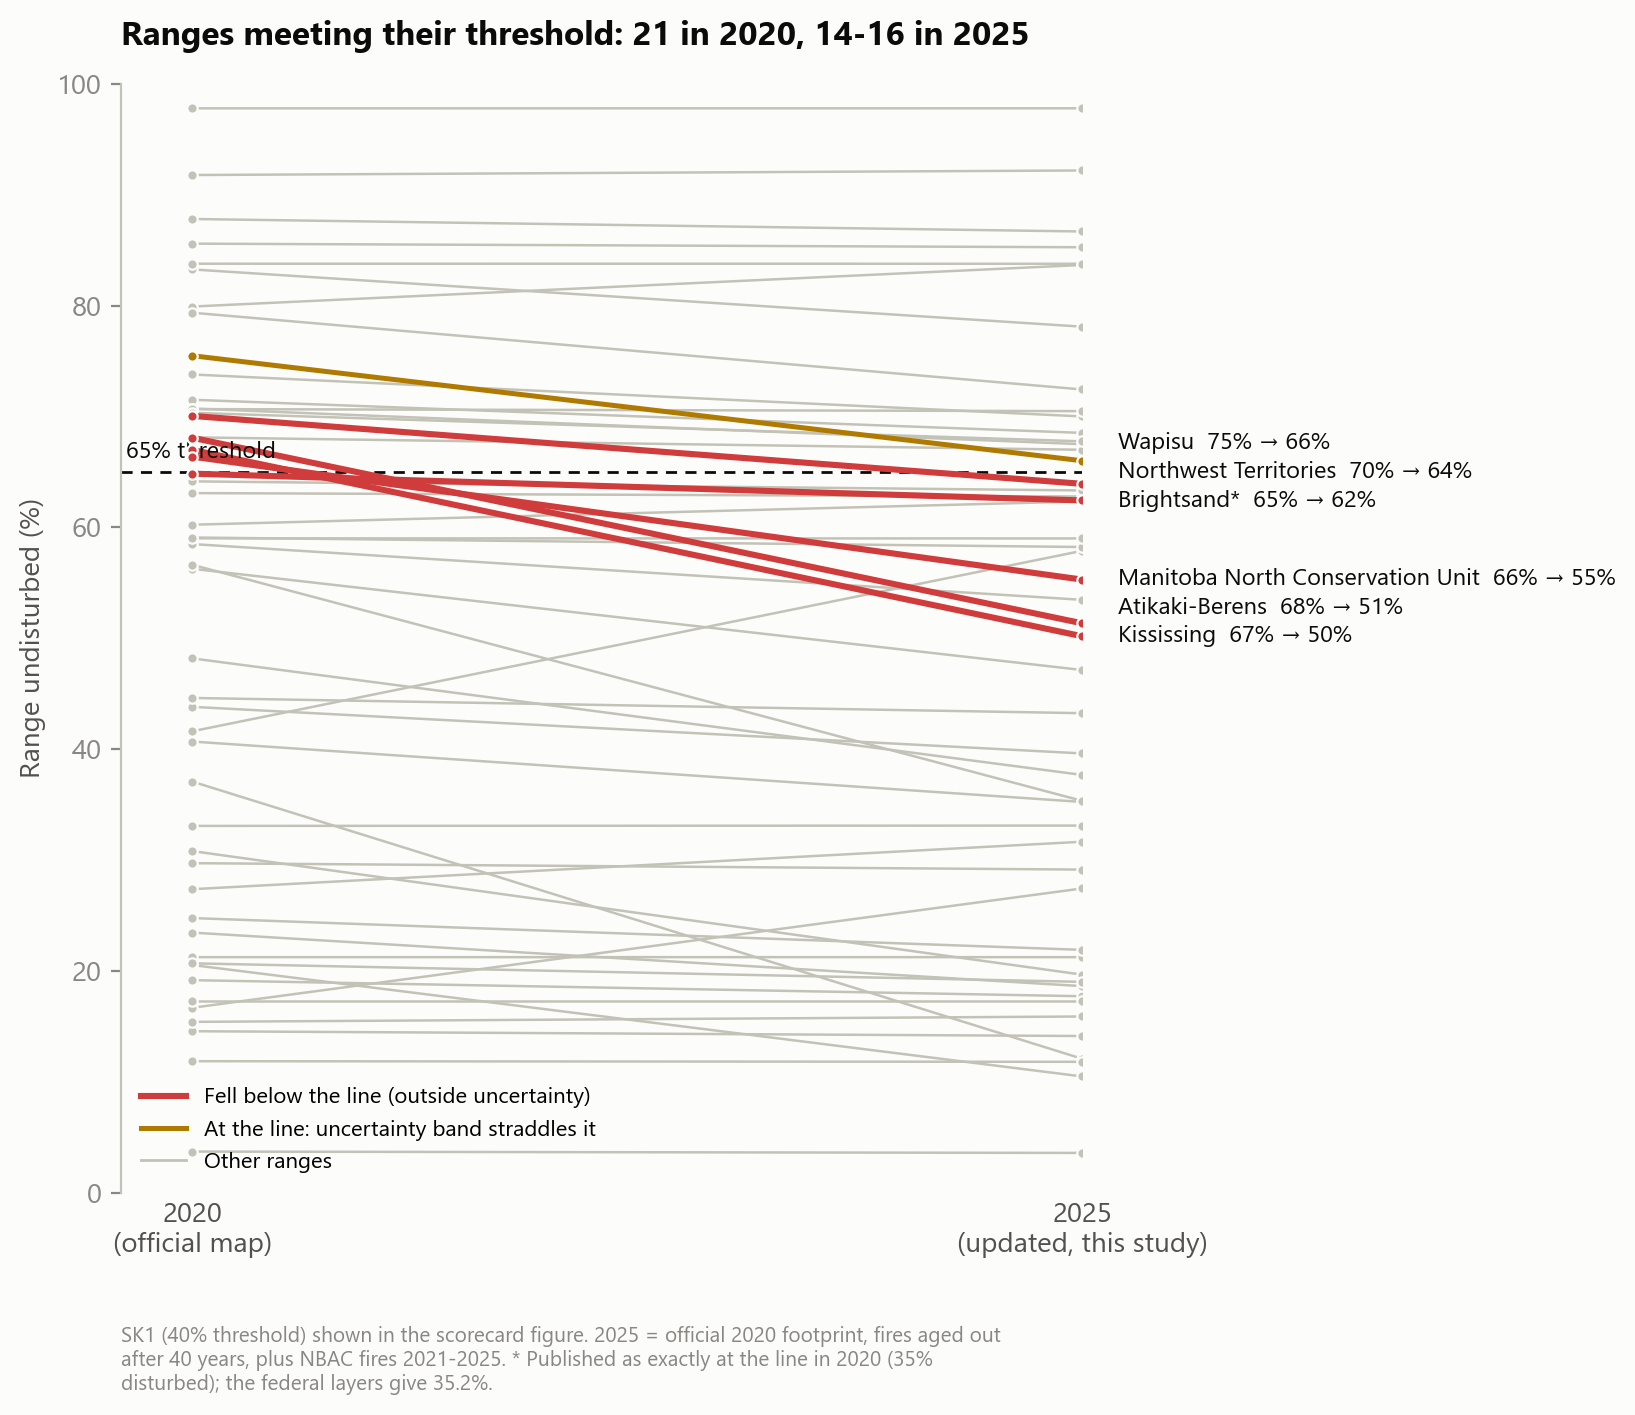 Ranges meeting their threshold: 21 in 2020, 14-16 in 2025
100
80
60
40
20
0
Range undisturbed (%)
65% threshold
Wapisu 75% → 66%
Northwest Territories 70% → 64%
Brightsand* 65% → 62%
Manitoba North Conservation Unit 66% → 55%
Atikaki-Berens 68% → 51%
Kississing 67% → 50%
Fell below the line (outside uncertainty)
At the line: uncertainty band straddles it
Other ranges
2020
(official map)
2025
(updated, this study)
SK1 (40% threshold) shown in the scorecard figure. 2025 = official 2020 footprint, fires aged out
after 40 years, plus NBAC fires 2021-2025. * Published as exactly at the line in 2020 (35%
disturbed); the federal layers give 35.2%.